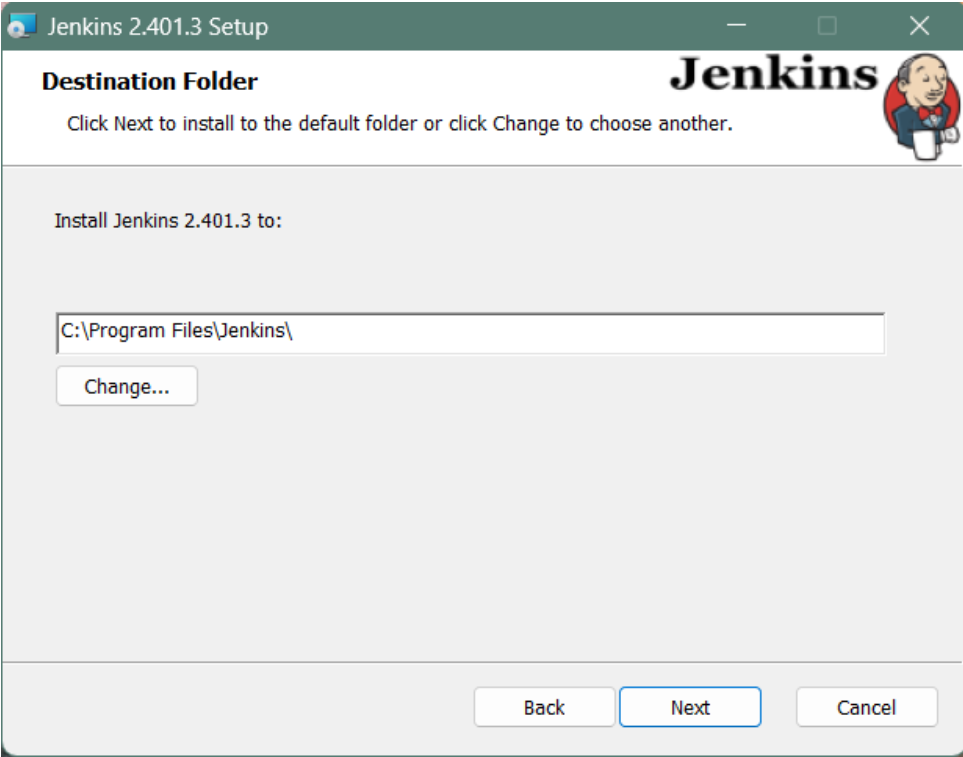 Jenkins 2.401.3 Setup
Destination Folder
Jenkins
Click Next to install to the default folder or click Change to choose another.
Install Jenkins 2.401.3 to:
C:\Program Files\Jenkins\
Change...
Back
Next
Cancel